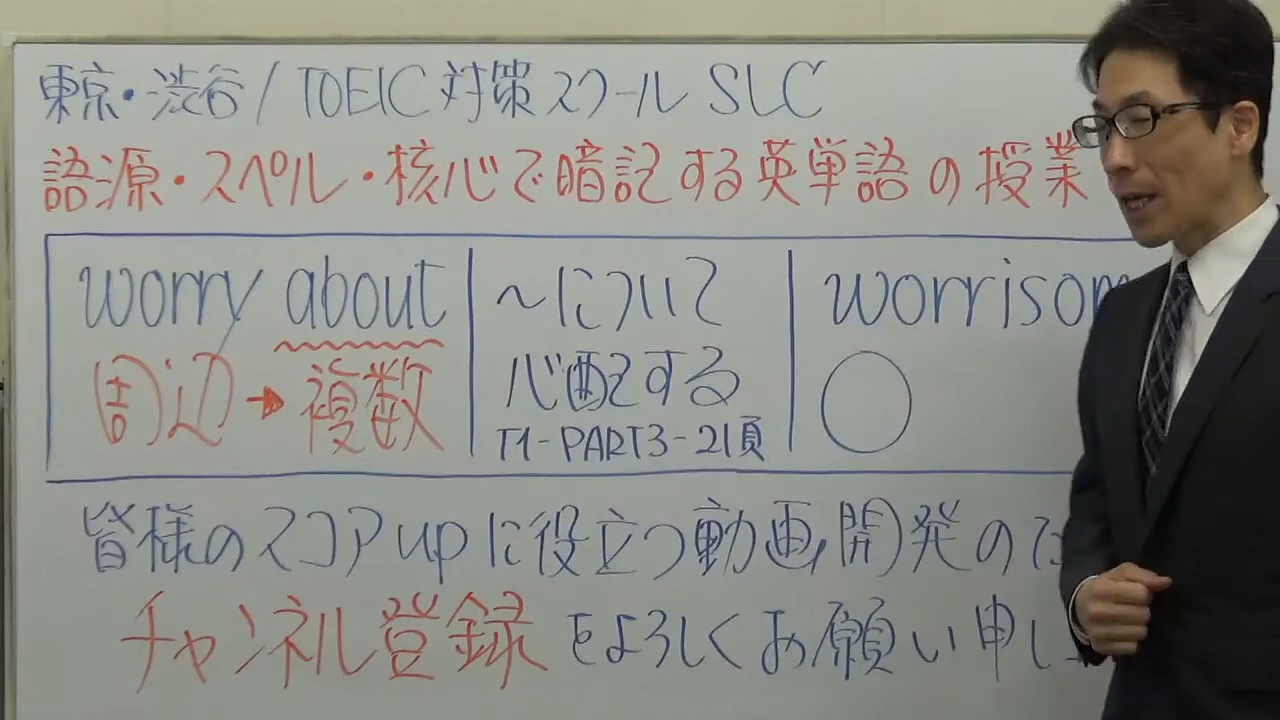 東京・渋谷/TOEIC対策スクールSLC
語源・スペル・核心で暗記する英単語の授業
worry about
周辺→複数
～について
心配する
T1-PART3-21頁
worrisom
皆様のスコアupに役立つ動画開発の
チャンネル登録をよろしくお願い申し